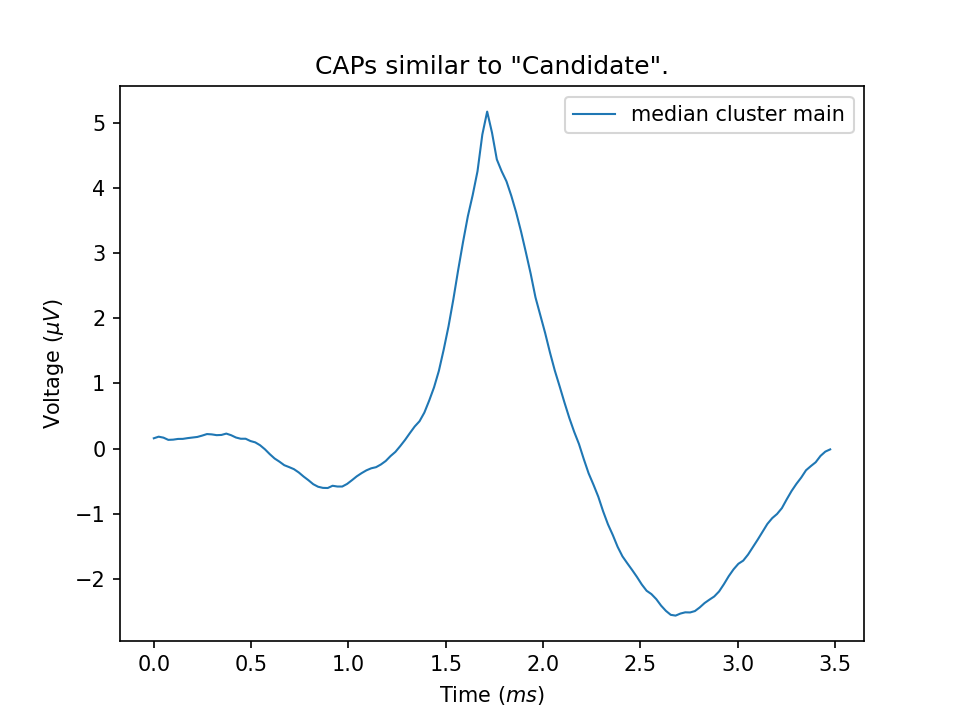 CAPs similar to "Candidate".
median cluster main
Voltage (μV)
5
4
3
2
1
0
−1
−2
0.0 0.5 1.0 1.5 2.0 2.5 3.0 3.5
Time (ms)